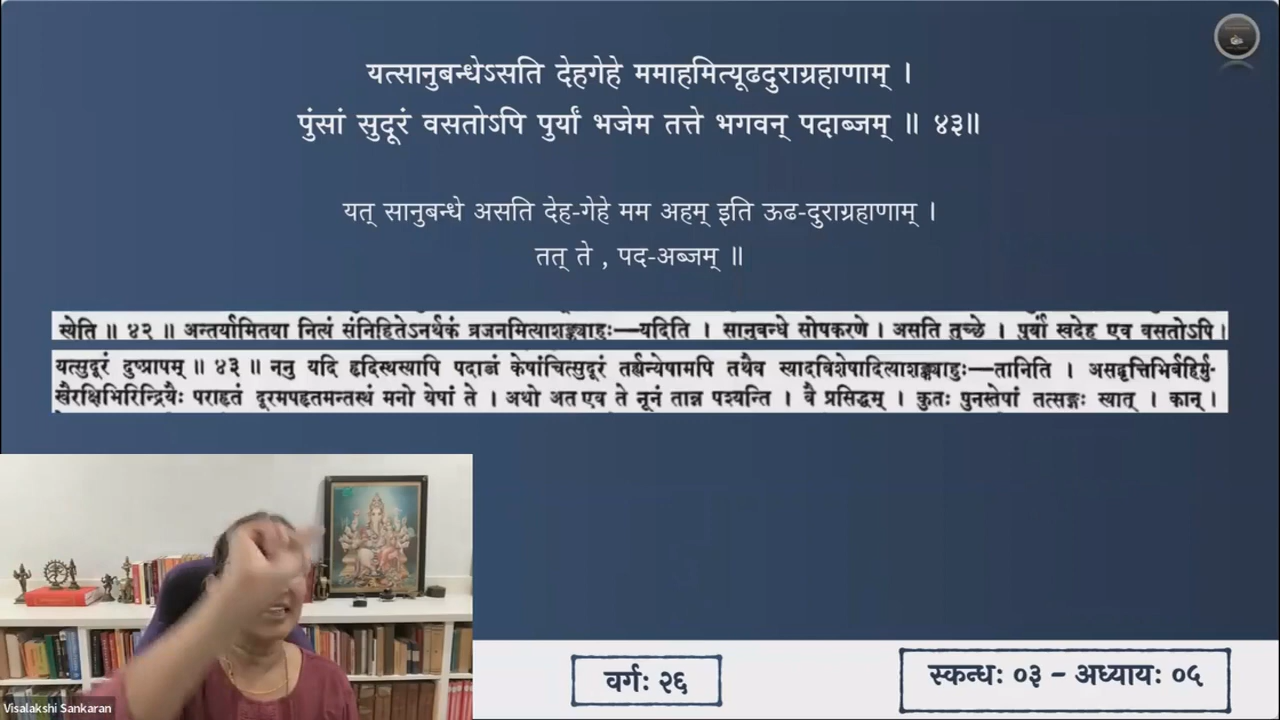 यत्सानुबन्धेऽसति देहगेहे ममाहमित्यूढदुराग्रहाणाम् ।
पुंसां सुदूरं वसतोऽपि पुर्यां भजेम तत्ते भगवन् पदाब्जम् ॥ ४३॥
यत् सानुबन्धे असति देह-गेहे मम अहम् इति ऊढ-दुराग्रहाणाम् ।
तत् ते , पद-अब्जम् ॥
स्येति ॥ ४२ ॥ अन्तर्यामितया नित्यं संनिहितेऽनर्थकं व्रजनमित्याशङ्क्याहुः—यदिति । सानुबन्धे सोपकरणे । असति तुच्छे । पुर्यां स्वदेह एव वसतोऽपि ।
यत्सुदूरं दुष्प्रापम् ॥ ४३ ॥ ननु यदि हृदिस्थस्यापि पदाब्जं केषांचित्सुदूरं तर्ह्यन्येषामपि तथैव स्यादविशेषादित्याशङ्क्याहुः—तानिति । असद्वृत्तिभिर्बहिर्मु-
खैरक्षिभिरिन्द्रियैः पराहृतं दूरमपहृतमन्तस्थं मनो येषां ते । अथो अत एव ते नूनं तान्न पश्यन्ति । वै प्रसिद्धम् । कुतः पुनस्तेषां तत्सङ्गः स्यात् । कान् ।
Visalakshi Sankaran
वर्गः २६
स्कन्धः ०३ – अध्यायः ०५